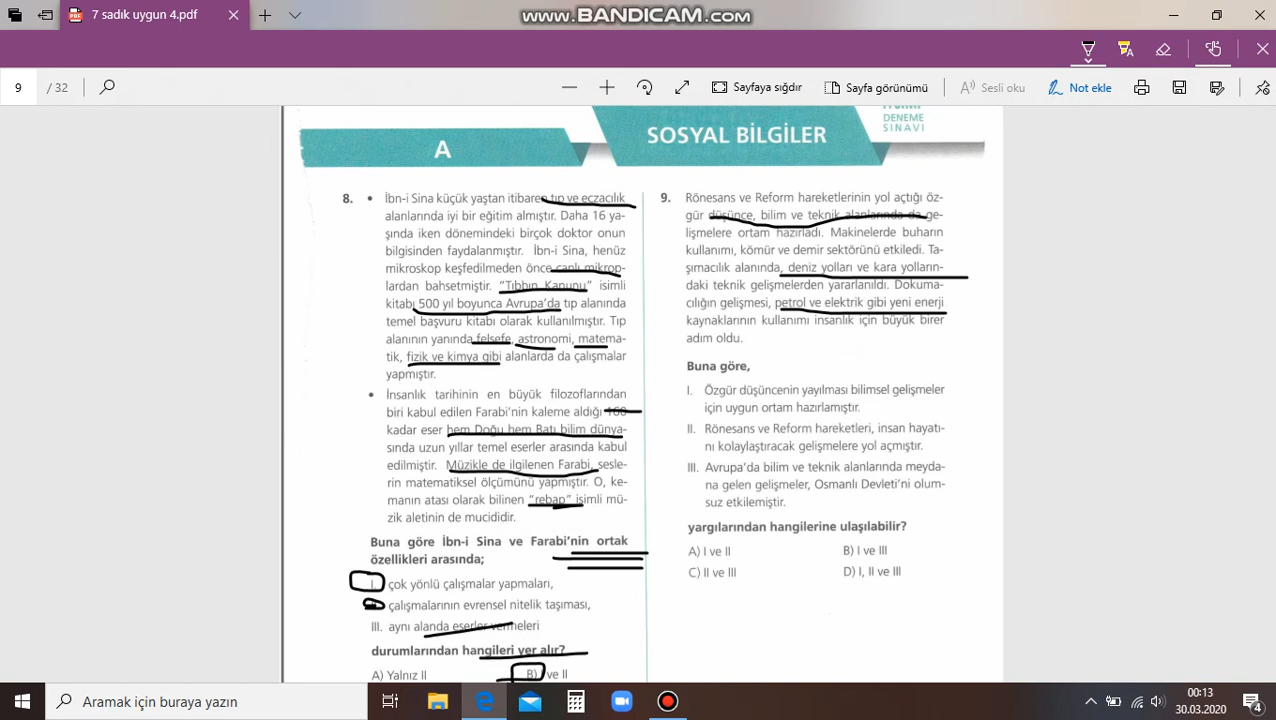 7 sadık uygun 4.pdf
www.BANDICAM.com
9 / 32
Sayfaya sığdır
Sayfa görünümü
Sesli oku
Not ekle
A
SOSYAL BİLGİLER
DENEME
SINAVI
8. • İbn-i Sina küçük yaştan itibaren tıp ve eczacılık
alanlarında iyi bir eğitim almıştır. Daha 16 ya-
şında iken dönemindeki birçok doktor onun
bilgisinden faydalanmıştır. İbn-i Sina, henüz
mikroskop keşfedilmeden önce canlı mikrop-
lardan bahsetmiştir. "Tıbbın Kanunu" isimli
kitabı 500 yıl boyunca Avrupa'da tıp alanında
temel başvuru kitabı olarak kullanılmıştır. Tıp
alanının yanında felsefe, astronomi, matema-
tik, fizik ve kimya gibi alanlarda da çalışmalar
yapmıştır.
• İnsanlık tarihinin en büyük filozoflarından
biri kabul edilen Farabi'nin kaleme aldığı 160
kadar eser hem Doğu hem Batı bilim dünya-
sında uzun yıllar temel eserler arasında kabul
edilmiştir. Müzikle de ilgilenen Farabi, sesle-
rin matematiksel ölçümünü yapmıştır. O, ke-
manın atası olarak bilinen "rebap" isimli mü-
zik aletinin de mucididir.
Buna göre İbn-i Sina ve Farabi'nin ortak
özellikleri arasında;
I. çok yönlü çalışmalar yapmaları,
çalışmalarının evrensel nitelik taşıması,
III. aynı alanda eserler vermeleri
durumlarından hangileri yer alır?
A) Yalnız II
B) I ve II
9. Rönesans ve Reform hareketlerinin yol açtığı öz-
gür düşünce, bilim ve teknik alanlarında da ge-
lişmelere ortam hazırladı. Makinelerde buharın
kullanımı, kömür ve demir sektörünü etkiledi. Ta-
şımacılık alanında, deniz yolları ve kara yolların-
daki teknik gelişmelerden yararlanıldı. Dokuma-
cılığın gelişmesi, petrol ve elektrik gibi yeni enerji
kaynaklarının kullanımı insanlık için büyük birer
adım oldu.
Buna göre,
I. Özgür düşüncenin yayılması bilimsel gelişmeler
için uygun ortam hazırlamıştır.
II. Rönesans ve Reform hareketleri, insan hayatı-
nı kolaylaştıracak gelişmelere yol açmıştır.
III. Avrupa'da bilim ve teknik alanlarında meyda-
na gelen gelişmeler, Osmanlı Devleti'ni olum-
suz etkilemiştir.
yargılarından hangilerine ulaşılabilir?
A) I ve II
B) I ve III
C) II ve III
D) I, II ve III
Aramak için buraya yazın
00:13
30.03.2020
4